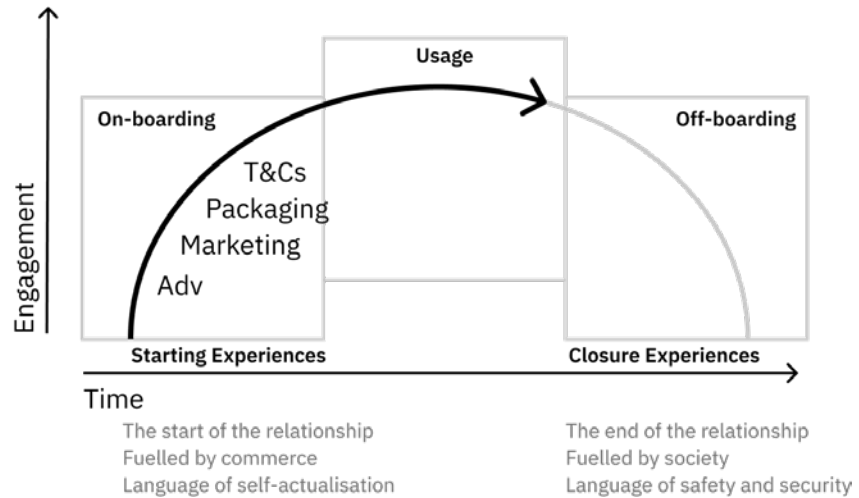 Usage
On-boarding
Off-boarding
T&Cs
Packaging
Marketing
Adv
Engagement
Starting Experiences
Closure Experiences
Time
The start of the relationship
Fuelled by commerce
Language of self-actualisation
The end of the relationship
Fuelled by society
Language of safety and security